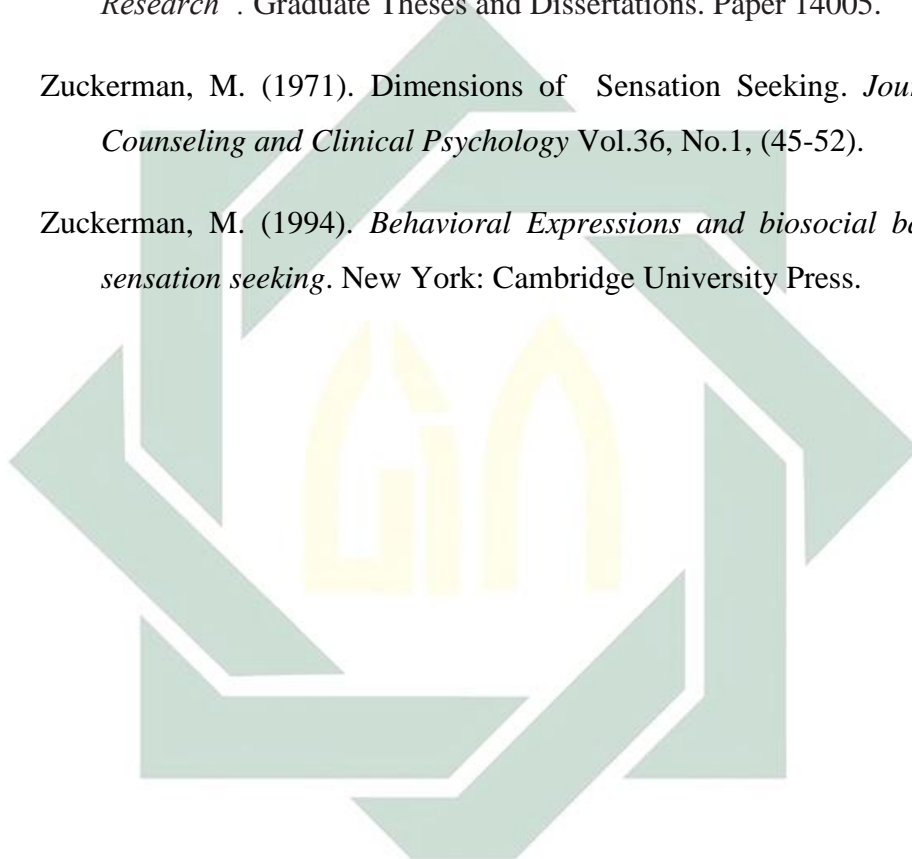 Research . Graduate Theses and Dissertations. Paper 14005.
Zuckerman, M. (1971). Dimensions of Sensation Seeking.
Counseling and Clinical Psychology Vol.36, No.1, (45-52).
Zuckerman, M. (1994). Behavioral Expressions and biosocial
sensation seeking. New York: Cambridge University Press.